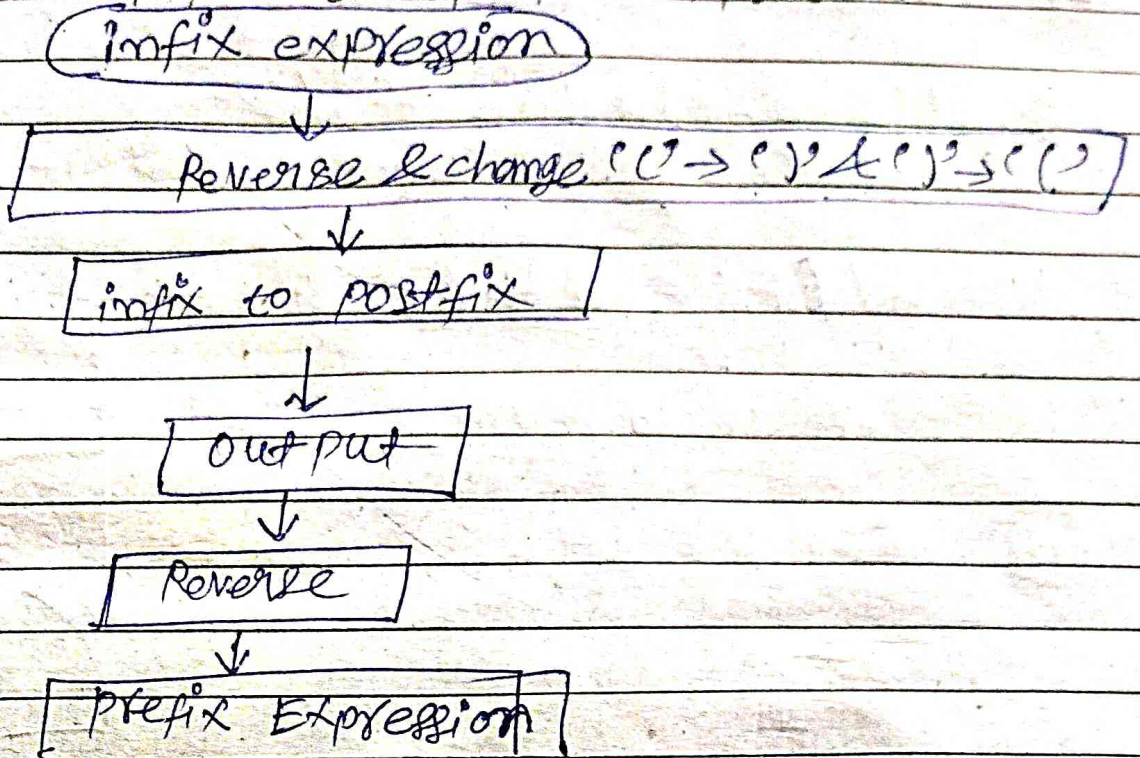 infix expression
Reverse & change '(' → ')' & ')' → '('
infix to postfix
output
Reverse
prefix Expression